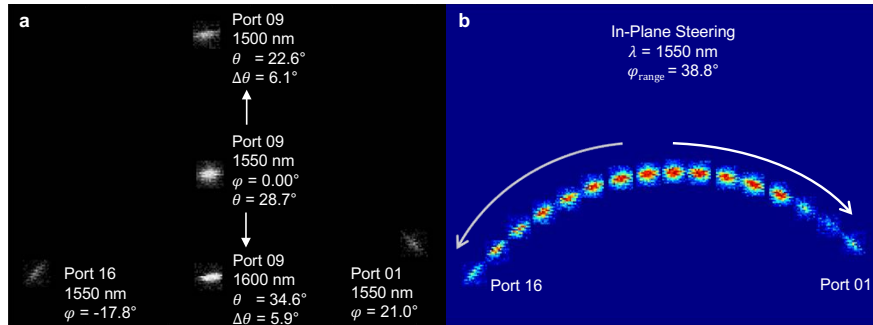 a
Port 09
1500 nm
θ = 22.6°
Δθ = 6.1°
Port 09
1550 nm
φ = 0.00°
θ = 28.7°
Port 16
1550 nm
φ = -17.8°
Port 09
1600 nm
θ = 34.6°
Δθ = 5.9°
Port 01
1550 nm
φ = 21.0°
b
In-Plane Steering
λ = 1550 nm
φrange = 38.8°
Port 16
Port 01